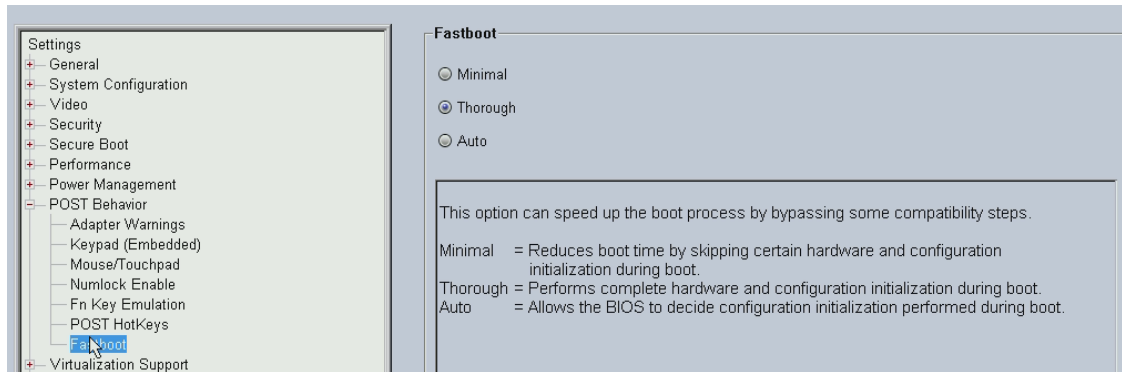 Settings
General
System Configuration
Video
Security
Secure Boot
Performance
Power Management
POST Behavior
Adapter Warnings
Keypad (Embedded)
Mouse/Touchpad
Numlock Enable
Fn Key Emulation
POST HotKeys
Fastboot
Virtualization Support
Fastboot
Minimal
Thorough
Auto
This option can speed up the boot process by bypassing some compatibility steps.
Minimal = Reduces boot time by skipping certain hardware and configuration
initialization during boot.
Thorough = Performs complete hardware and configuration initialization during boot.
Auto = Allows the BIOS to decide configuration initialization performed during boot.